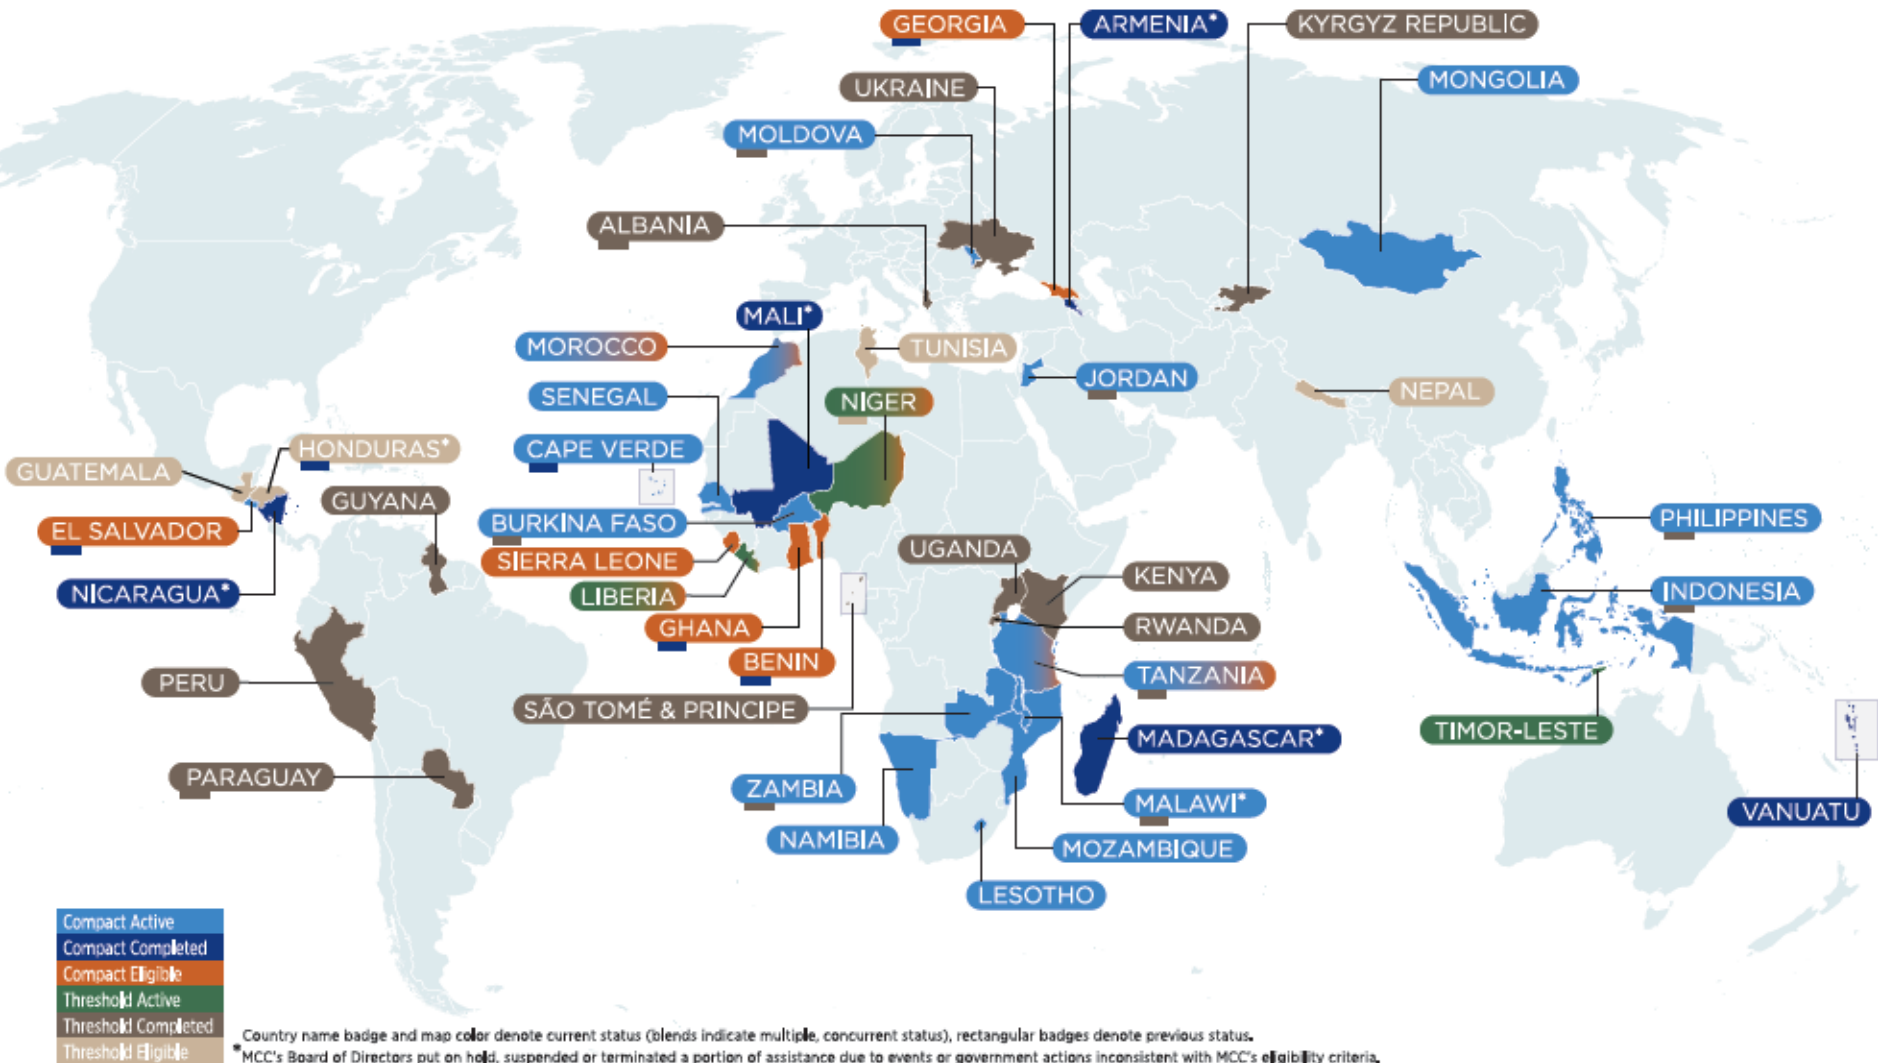 GEORGIA
ARMENIA*
KYRGYZ REPUBLIC
MONGOLIA
UKRAINE
MOLDOVA
ALBANIA
MALI*
MOROCCO
TUNISIA
JORDAN
SENEGAL
NIGER
NEPAL
CAPE VERDE
HONDURAS*
GUATEMALA
GUYANA
EL SALVADOR
NICARAGUA*
BURKINA FASO
SIERRA LEONE
LIBERIA
GHANA
BENIN
UGANDA
KENYA
RWANDA
TANZANIA
PHILIPPINES
INDONESIA
PERU
SÃO TOMÉ & PRINCIPE
TIMOR-LESTE
MADAGASCAR*
PARAGUAY
ZAMBIA
MALAWI*
VANUATU
NAMIBIA
MOZAMBIQUE
LESOTHO
Compact Active
Compact Completed
Compact Eligible
Threshold Active
Threshold Completed
Threshold Eligible
Country name badge and map color denote current status (blends indicate multiple, concurrent status), rectangular badges denote previous status.
*MCC's Board of Directors put on hold, suspended or terminated a portion of assistance due to events or government actions inconsistent with MCC's eligibility criteria.